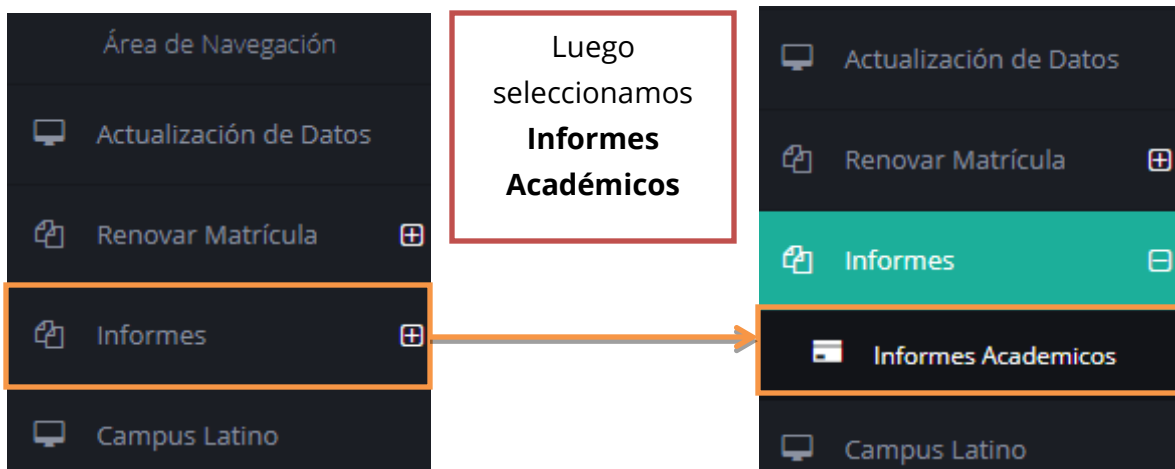 Área de Navegación
Actualización de Datos
Renovar Matrícula
Informes
Campus Latino
Luego
seleccionamos
Informes
Académicos
Actualización de Datos
Renovar Matrícula
Informes
Informes Academicos
Campus Latino